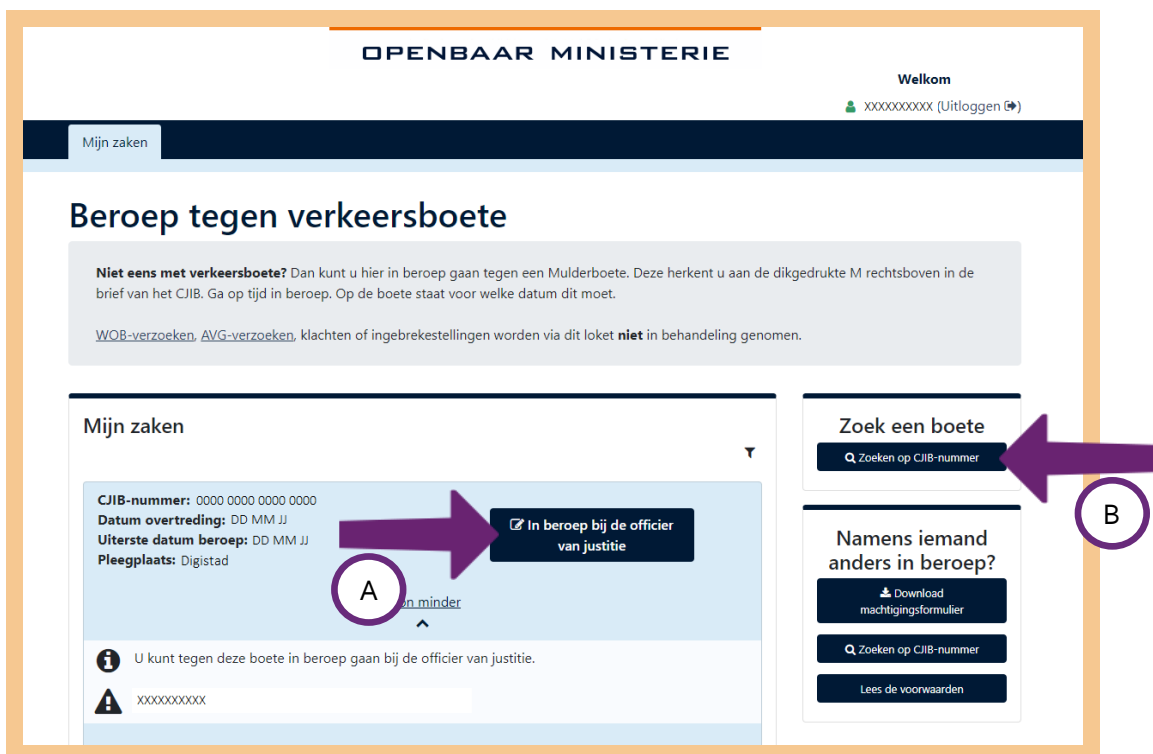 OPENBAAR MINISTERIE
Welkom
XXXXXXXXXX (Uitloggen)
Mijn zaken
Beroep tegen verkeersboete
Niet eens met verkeersboete? Dan kunt u hier in beroep gaan tegen een Mulderboete. Deze herkent u aan de dikgedrukte M rechtsboven in de
brief van het CJIB. Ga op tijd in beroep. Op de boete staat voor welke datum dit moet.
WOB-verzoeken, AVG-verzoeken, klachten of ingebrekestellingen worden via dit loket niet in behandeling genomen.
Mijn zaken
CJIB-nummer: 0000 0000 0000 0000
Datum overtreding: DD MM JJ
Uiterste datum beroep: DD MM JJ
Pleegplaats: Digistad
In beroep bij de officier
van justitie
A
minder
U kunt tegen deze boete in beroep gaan bij de officier van justitie.
XXXXXXXXXX
Zoek een boete
Zoeken op CJIB-nummer
B
Namens iemand
anders in beroep?
Download
machtigingsformulier
Zoeken op CJIB-nummer
Lees de voorwaarden